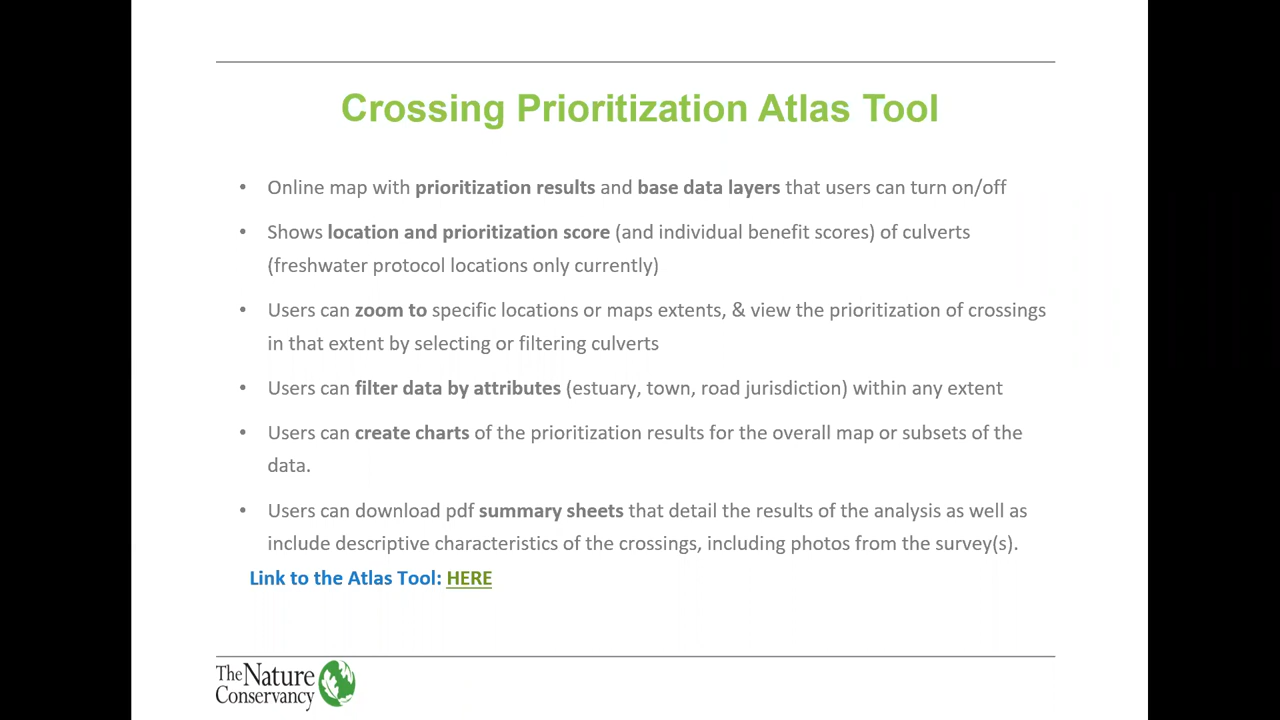 Crossing Prioritization Atlas Tool
• Online map with prioritization results and base data layers that users can turn on/off
• Shows location and prioritization score (and individual benefit scores) of culverts
(freshwater protocol locations only currently)
• Users can zoom to specific locations or maps extents, & view the prioritization of crossings
in that extent by selecting or filtering culverts
• Users can filter data by attributes (estuary, town, road jurisdiction) within any extent
• Users can create charts of the prioritization results for the overall map or subsets of the
data.
• Users can download pdf summary sheets that detail the results of the analysis as well as
include descriptive characteristics of the crossings, including photos from the survey(s).
Link to the Atlas Tool: HERE
The Nature
Conservancy